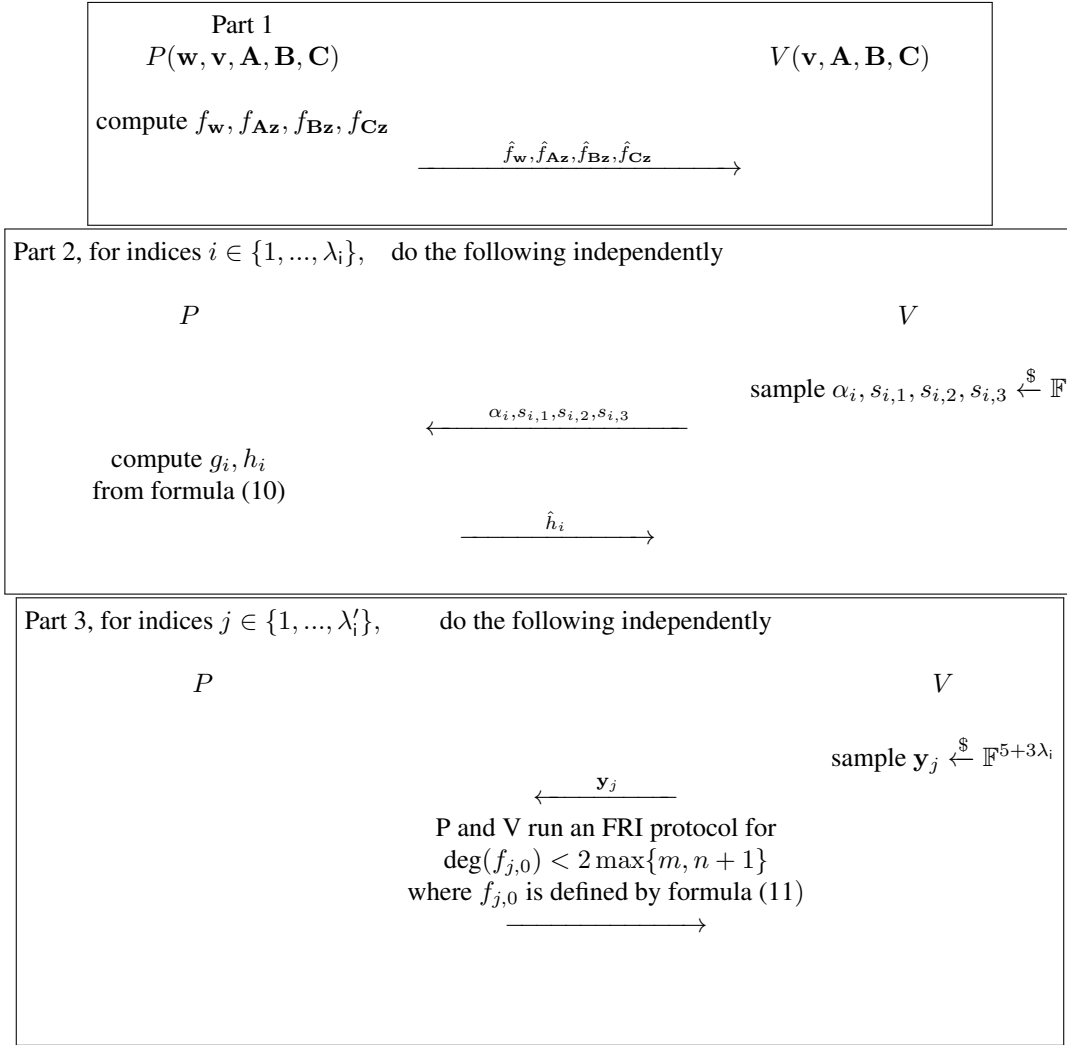 Part 1
P(w, v, A, B, C) V(v, A, B, C)
compute f_w, f_Az, f_Bz, f_Cz
f̂_w, f̂_Az, f̂_Bz, f̂_Cz
Part 2, for indices i ∈ {1, ..., λ_i}, do the following independently
P V
sample α_i, s_{i,1}, s_{i,2}, s_{i,3} ←$ 𝔽
α_i, s_{i,1}, s_{i,2}, s_{i,3}
compute g_i, h_i
from formula (10)
ĥ_i
Part 3, for indices j ∈ {1, ..., λ′_i}, do the following independently
P V
sample y_j ←$ 𝔽^{5+3λ_i}
y_j
P and V run an FRI protocol for
deg(f_{j,0}) < 2 max{m, n + 1}
where f_{j,0} is defined by formula (11)